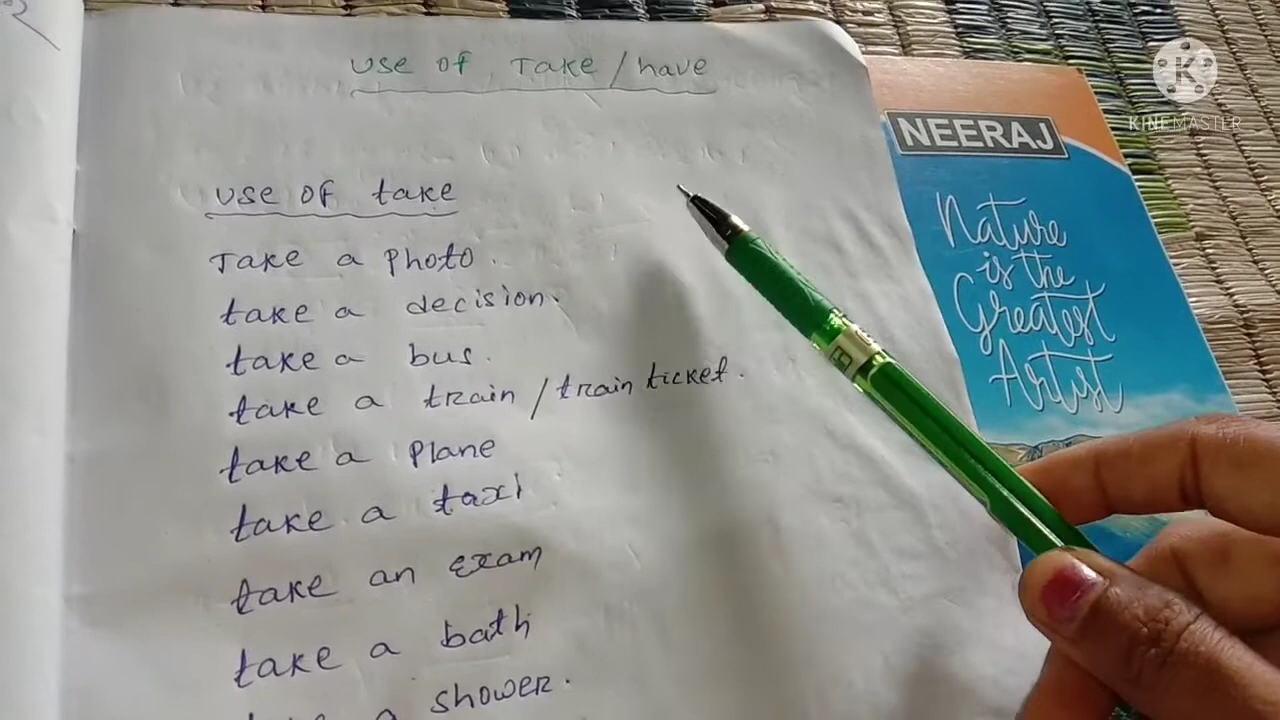 Use of Take / have
Use of take
Take a photo.
take a decision.
take a bus.
take a train / train ticket.
take a plane
take a taxi
take an exam
take a bath
a shower.
NEERAJ
Nature
is the
Greatest
Artist
KINEMASTER